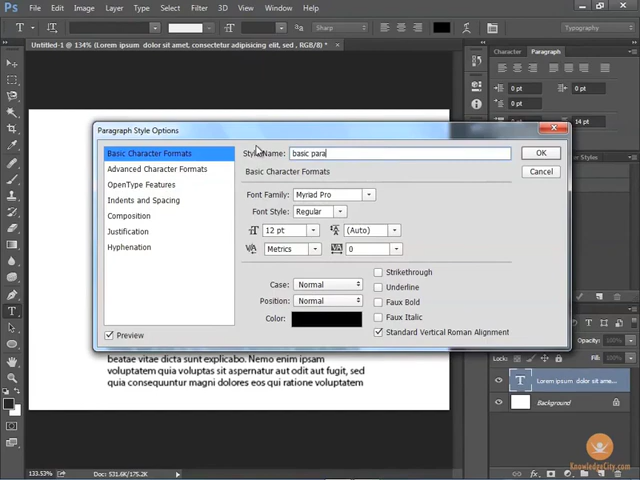 Ps File Edit Image Layer Type Select Filter 3D View Window Help
Sharp Typography
Untitled-1 @ 134% (Lorem ipsum dolor sit amet, consectetur adipisicing elit, RGB/8) * ×
Character Paragraph
0 pt 0 pt
0 pt
14 pt
Paragraph Style Options
Basic Character Formats
Advanced Character Formats
OpenType Features
Indents and Spacing
Composition
Justification
Hyphenation
Preview
Style Name: basic para
Basic Character Formats
Font Family: Myriad Pro
Font Style: Regular
12 pt (Auto)
Metrics 0
Case: Normal
Position: Normal
Color:
Strikethrough
Underline
Faux Bold
Faux Italic
Standard Vertical Roman Alignment
OK
Cancel
beatae vitae dicta sunt explicabo. Nemo enim ipsam
voluptatem quia voluptas sit aspernatur aut odit aut fugit, sed
quia consequuntur magni dolores eos qui ratione voluptatem
Opacity: 100%
Lock: Fill: 100%
T Lorem ipsum dolor sit ame...
Background
133.53% Doc: 531.6K/175.2K
KnowledgeCity.com